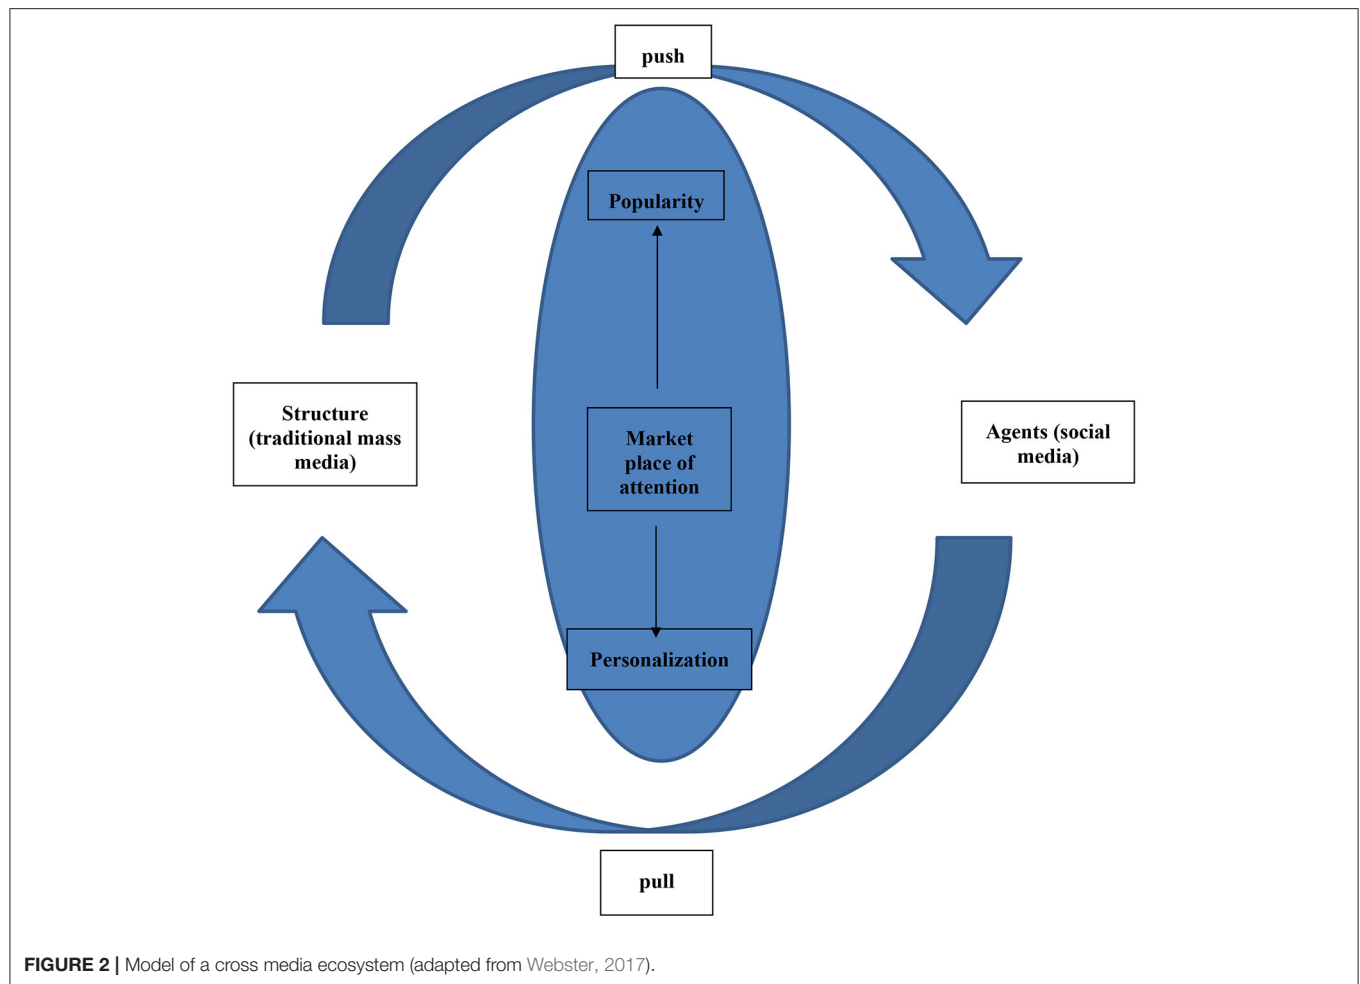 push
Popularity
Structure
(traditional mass
media)
Market
place of
attention
Agents (social
media)
Personalization
pull
FIGURE 2 | Model of a cross media ecosystem (adapted from Webster, 2017).